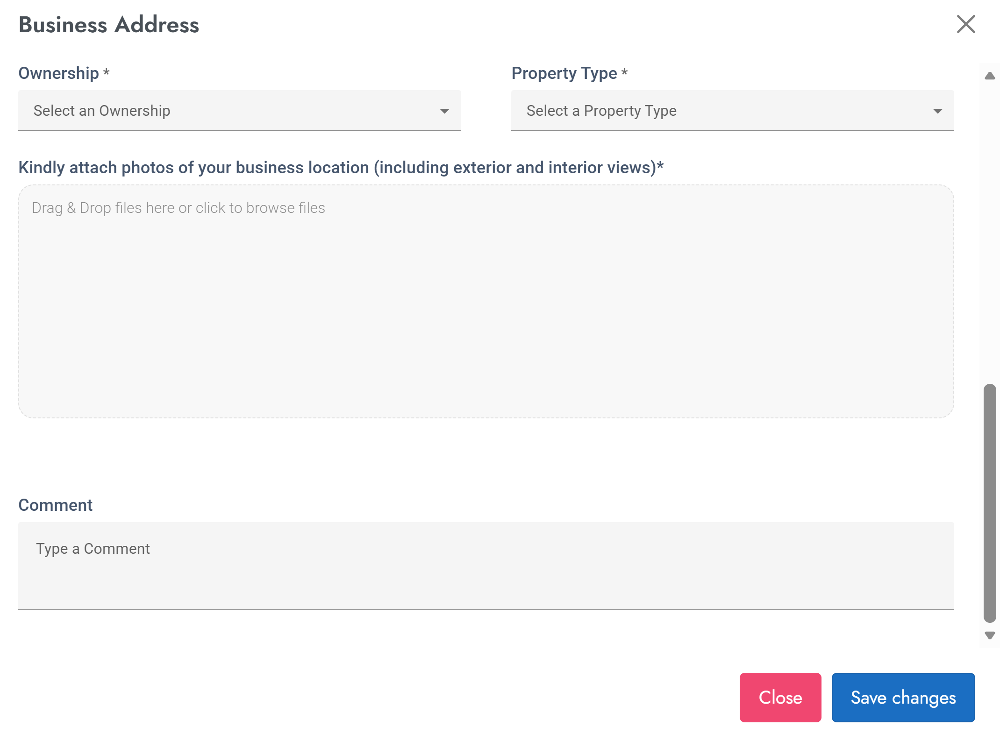 Business Address
Ownership *
Property Type *
Select an Ownership
Select a Property Type
Kindly attach photos of your business location (including exterior and interior views)*
Drag & Drop files here or click to browse files
Comment
Type a Comment
Close
Save changes